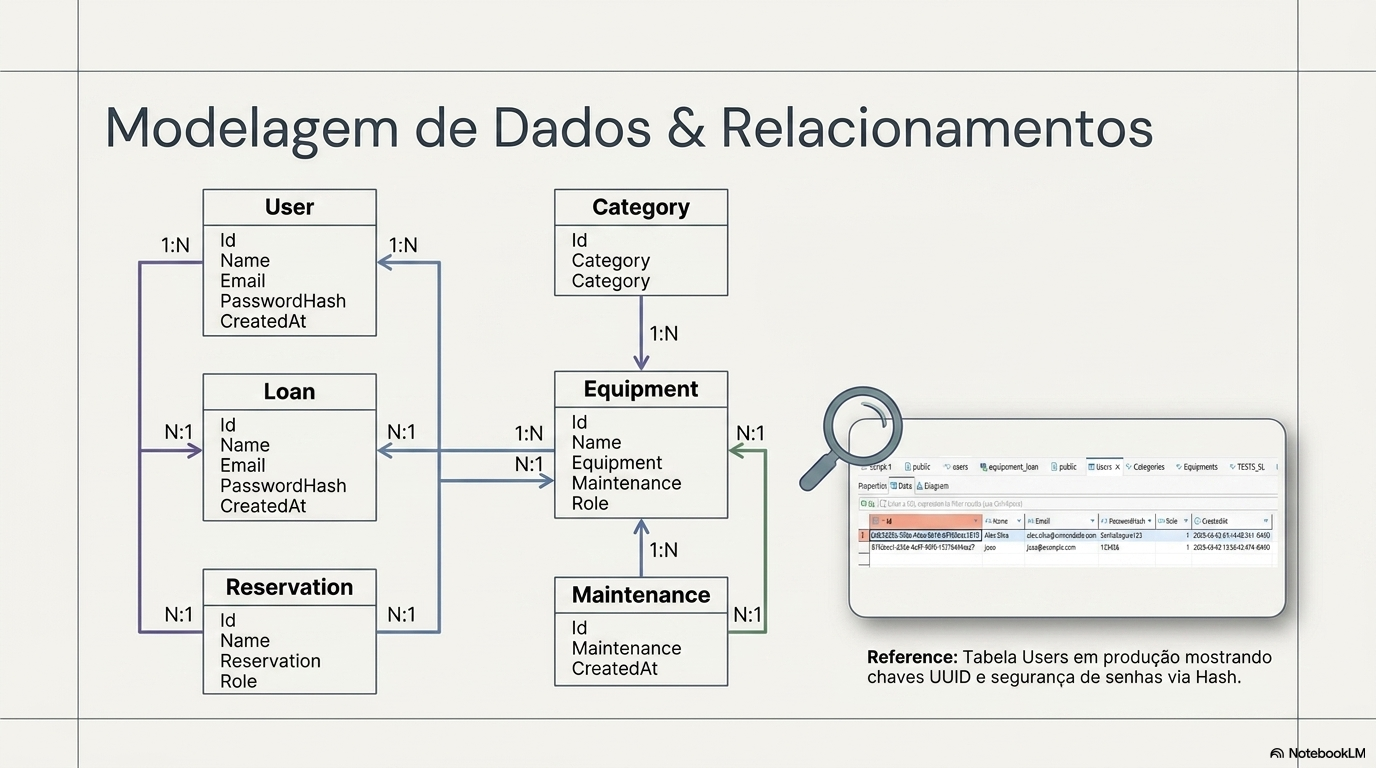 Modelagem de Dados & Relacionamentos
User
Id
Name
Email
PasswordHash
CreatedAt
1:N
1:N
Category
Id
Category
Category
1:N
Loan
Id
Name
Email
PasswordHash
CreatedAt
N:1
N:1
1:N
N:1
Equipment
Id
Name
Equipment
Maintenance
Role
N:1
1:N
Reservation
Id
Name
Reservation
Role
N:1
N:1
Maintenance
Id
Maintenance
CreatedAt
N:1
public users equipment_loan public Users X Categories Equipments TESTS_SL
Properties Data Diagram
Id Name Email Role
Alex Silva 1
Joao 1
Reference: Tabela Users em produção mostrando
chaves UUID e segurança de senhas via Hash.
NotebookLM